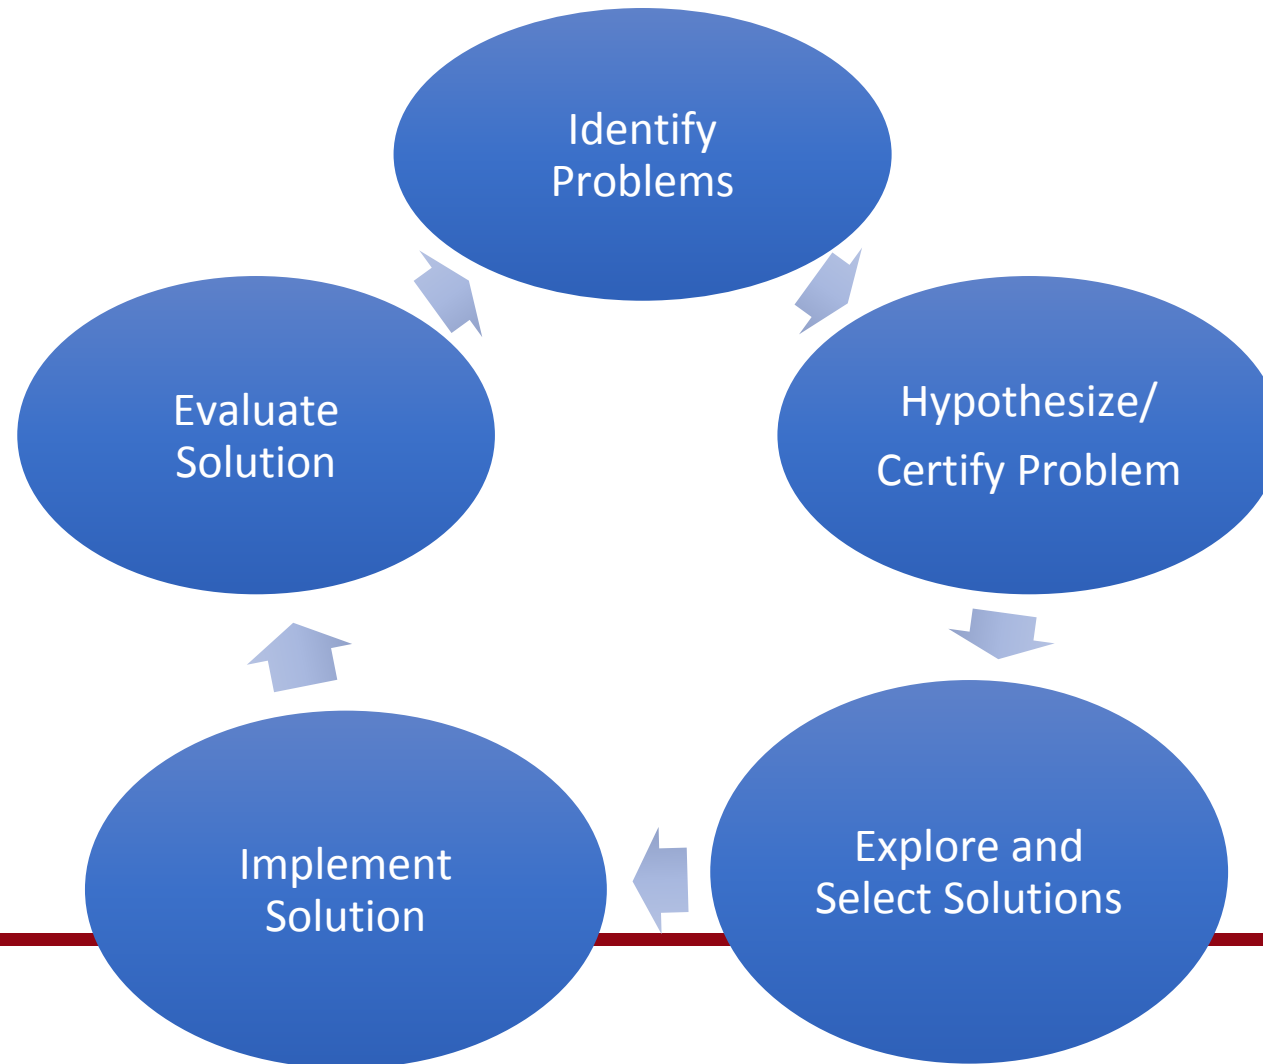 Identify
Problems
Hypothesize/
Certify Problem
Explore and
Select Solutions
Implement
Solution
Evaluate
Solution